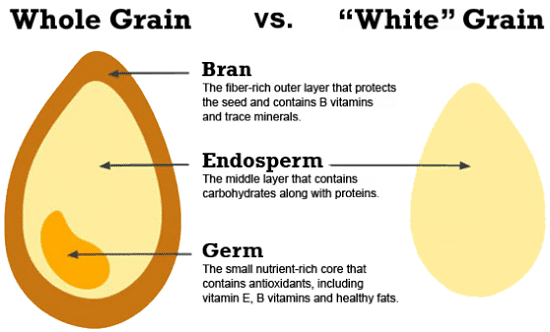 Whole Grain vs. “White” Grain
Bran
The fiber-rich outer layer that protects
the seed and contains B vitamins
and trace minerals.
Endosperm
The middle layer that contains
carbohydrates along with proteins.
Germ
The small nutrient-rich core that
contains antioxidants, including
vitamin E, B vitamins and healthy fats.